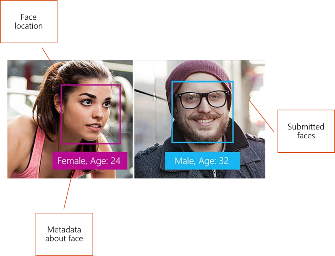 Face
location
Female, Age: 24
Male, Age: 32
Submitted
faces
Metadata
about face